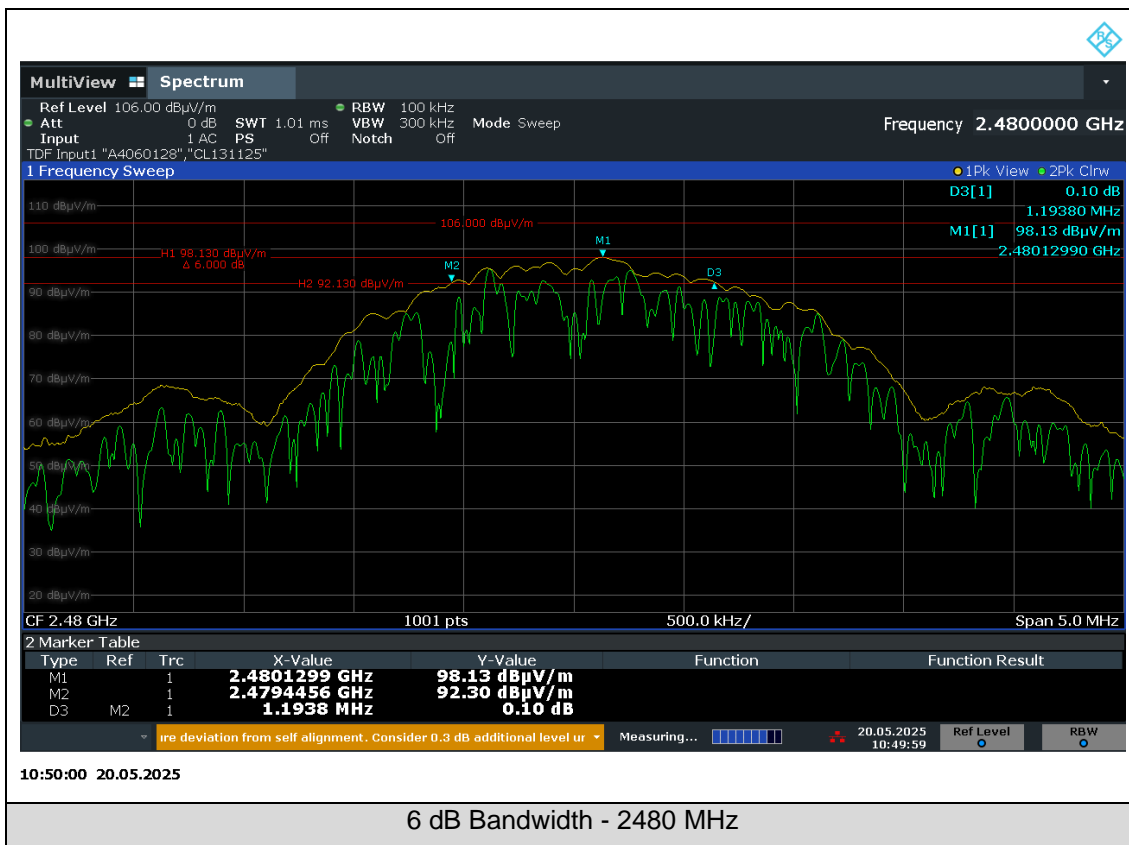 R&S
MultiView Spectrum
Ref Level 106.00 dBµV/m RBW 100 kHz
Att 0 dB SWT 1.01 ms VBW 300 kHz Mode Sweep Frequency 2.4800000 GHz
Input 1 AC PS Off Notch Off
TDF Input1 "A4060128","CL131125"
1 Frequency Sweep 1Pk View 2Pk Clrw
D3[1] 0.10 dB
110 dBµV/m 1.19380 MHz
106.000 dBµV/m
M1[1] 98.13 dBµV/m
M1
100 dBµV/m H1 98.130 dBµV/m 2.48012990 GHz
Δ 6.000 dB M2 D3
H2 92.130 dBµV/m
90 dBµV/m
80 dBµV/m
70 dBµV/m
60 dBµV/m
50 dBµV/m
40 dBµV/m
30 dBµV/m
20 dBµV/m
CF 2.48 GHz 1001 pts 500.0 kHz/ Span 5.0 MHz
2 Marker Table
Type Ref Trc X-Value Y-Value Function Function Result
M1 1 2.4801299 GHz 98.13 dBµV/m
M2 1 2.4794456 GHz 92.30 dBµV/m
D3 M2 1 1.1938 MHz 0.10 dB
ure deviation from self alignment. Consider 0.3 dB additional level ur Measuring... 20.05.2025 Ref Level RBW
10:49:59
10:50:00 20.05.2025
6 dB Bandwidth - 2480 MHz